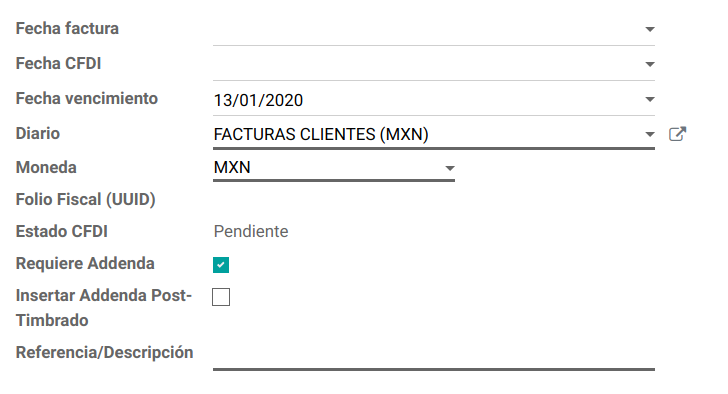 Fecha factura
Fecha CFDI
Fecha vencimiento 13/01/2020
Diario FACTURAS CLIENTES (MXN)
Moneda MXN
Folio Fiscal (UUID)
Estado CFDI Pendiente
Requiere Addenda
Insertar Addenda Post-
Timbrado
Referencia/Descripción